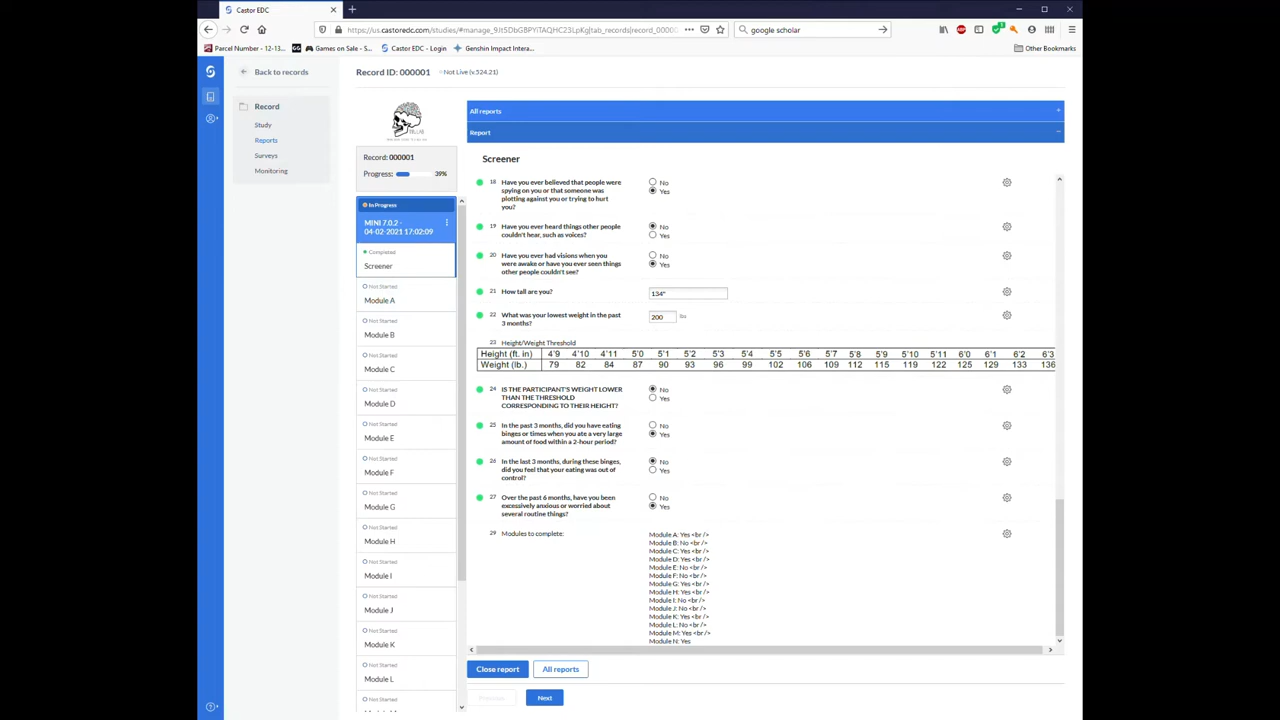 Castor EDC
https://us.castoredc.com/studies/#manage_9Jt5DbGBPYiTAQHC23LpKg|tab_records|record_0000
google scholar
Parcel Number - 12-13...
Games on Sale - S...
Castor EDC - Login
Genshin Impact Intera...
Other Bookmarks
Back to records
Record ID: 000001
Not Live (v.524.21)
Record
Study
Reports
Surveys
Monitoring
Record: 000001
Progress:
39%
In Progress
MINI 7.0.2 -
04-02-2021 17:02:09
Completed
Screener
Not Started
Module A
Not Started
Module B
Not Started
Module C
Not Started
Module D
Not Started
Module E
Not Started
Module F
Not Started
Module G
Not Started
Module H
Not Started
Module I
Not Started
Module J
Not Started
Module K
Not Started
Module L
Not Started
All reports
Report
Screener
18 Have you ever believed that people were
spying on you or that someone was
plotting against you or trying to hurt
you?
No
Yes
19 Have you ever heard things other people
couldn't hear, such as voices?
No
Yes
20 Have you ever had visions when you
were awake or have you ever seen things
other people couldn't see?
No
Yes
21 How tall are you?
134"
22 What was your lowest weight in the past
3 months?
200 lbs
23 Height/Weight Threshold
Height (ft. in) 4'9 4'10 4'11 5'0 5'1 5'2 5'3 5'4 5'5 5'6 5'7 5'8 5'9 5'10 5'11 6'0 6'1 6'2 6'3
Weight (lb.) 79 82 84 87 90 93 96 99 102 106 109 112 115 119 122 125 129 133 136
24 IS THE PARTICIPANT'S WEIGHT LOWER
THAN THE THRESHOLD
CORRESPONDING TO THEIR HEIGHT?
No
Yes
25 In the past 3 months, did you have eating
binges or times when you ate a very large
amount of food within a 2-hour period?
No
Yes
26 In the last 3 months, during these binges,
did you feel that your eating was out of
control?
No
Yes
27 Over the past 6 months, have you been
excessively anxious or worried about
several routine things?
No
Yes
29 Modules to complete:
Module A: Yes <br />
Module B: No <br />
Module C: Yes <br />
Module D: Yes <br />
Module E: No <br />
Module F: No <br />
Module G: Yes <br />
Module H: Yes <br />
Module I: No <br />
Module J: No <br />
Module K: Yes <br />
Module L: No <br />
Module M: Yes <br />
Module N: Yes
Close report
All reports
Previous
Next